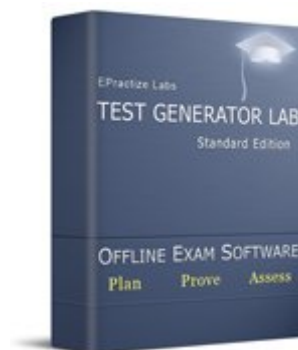 EPractize Labs
TEST GENERATOR LAB
Standard Edition
OFFLINE EXAM SOFTWARE
Plan Prove Assess